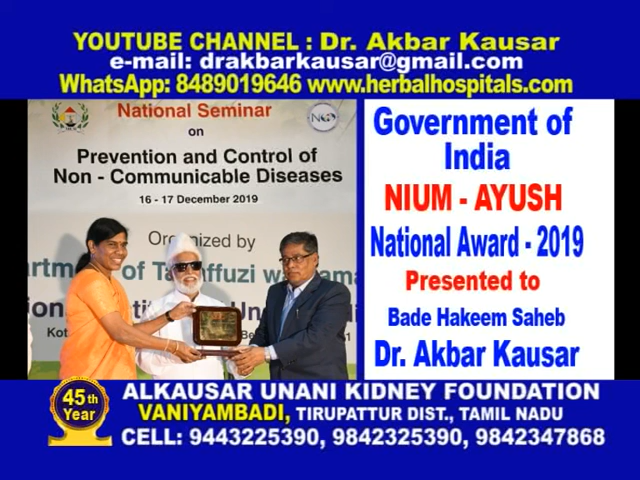 YOUTUBE CHANNEL : Dr. Akbar Kausar
e-mail: drakbarkausar@gmail.com
WhatsApp: 8489019646 www.herbalhospitals.com
National Seminar
on
Prevention and Control of
Non - Communicable Diseases
16 - 17 December 2019
Organized by
Government of
India
NIUM - AYUSH
National Award - 2019
Presented to
Bade Hakeem Saheb
Dr. Akbar Kausar
45th
Year
ALKAUSAR UNANI KIDNEY FOUNDATION
VANIYAMBADI, TIRUPATTUR DIST., TAMIL NADU
CELL: 9443225390, 9842325390, 9842347868